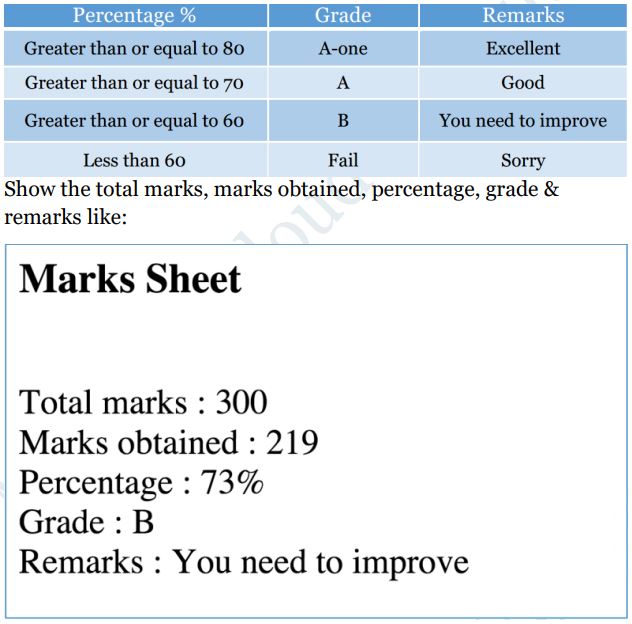 Percentage % Grade Remarks
Greater than or equal to 80 A-one Excellent
Greater than or equal to 70 A Good
Greater than or equal to 60 B You need to improve
Less than 60 Fail Sorry
Show the total marks, marks obtained, percentage, grade &
remarks like:
Marks Sheet
Total marks : 300
Marks obtained : 219
Percentage : 73%
Grade : B
Remarks : You need to improve